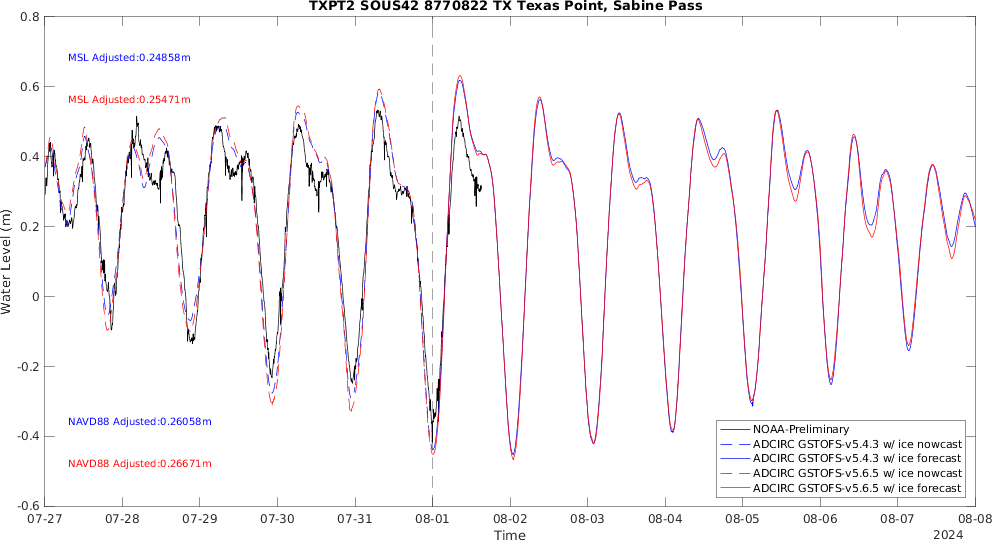 TXPT2 SOUS42 8770822 TX Texas Point, Sabine Pass
0.8
0.6
0.4
0.2
0
-0.2
-0.4
-0.6
Water Level (m)
MSL Adjusted:0.24858m
MSL Adjusted:0.25471m
NAVD88 Adjusted:0.26058m
NAVD88 Adjusted:0.26671m
NOAA-Preliminary
ADCIRC GSTOFS-v5.4.3 w/ ice nowcast
ADCIRC GSTOFS-v5.4.3 w/ ice forecast
ADCIRC GSTOFS-v5.6.5 w/ ice nowcast
ADCIRC GSTOFS-v5.6.5 w/ ice forecast
07-27 07-28 07-29 07-30 07-31 08-01 08-02 08-03 08-04 08-05 08-06 08-07 08-08
Time
2024